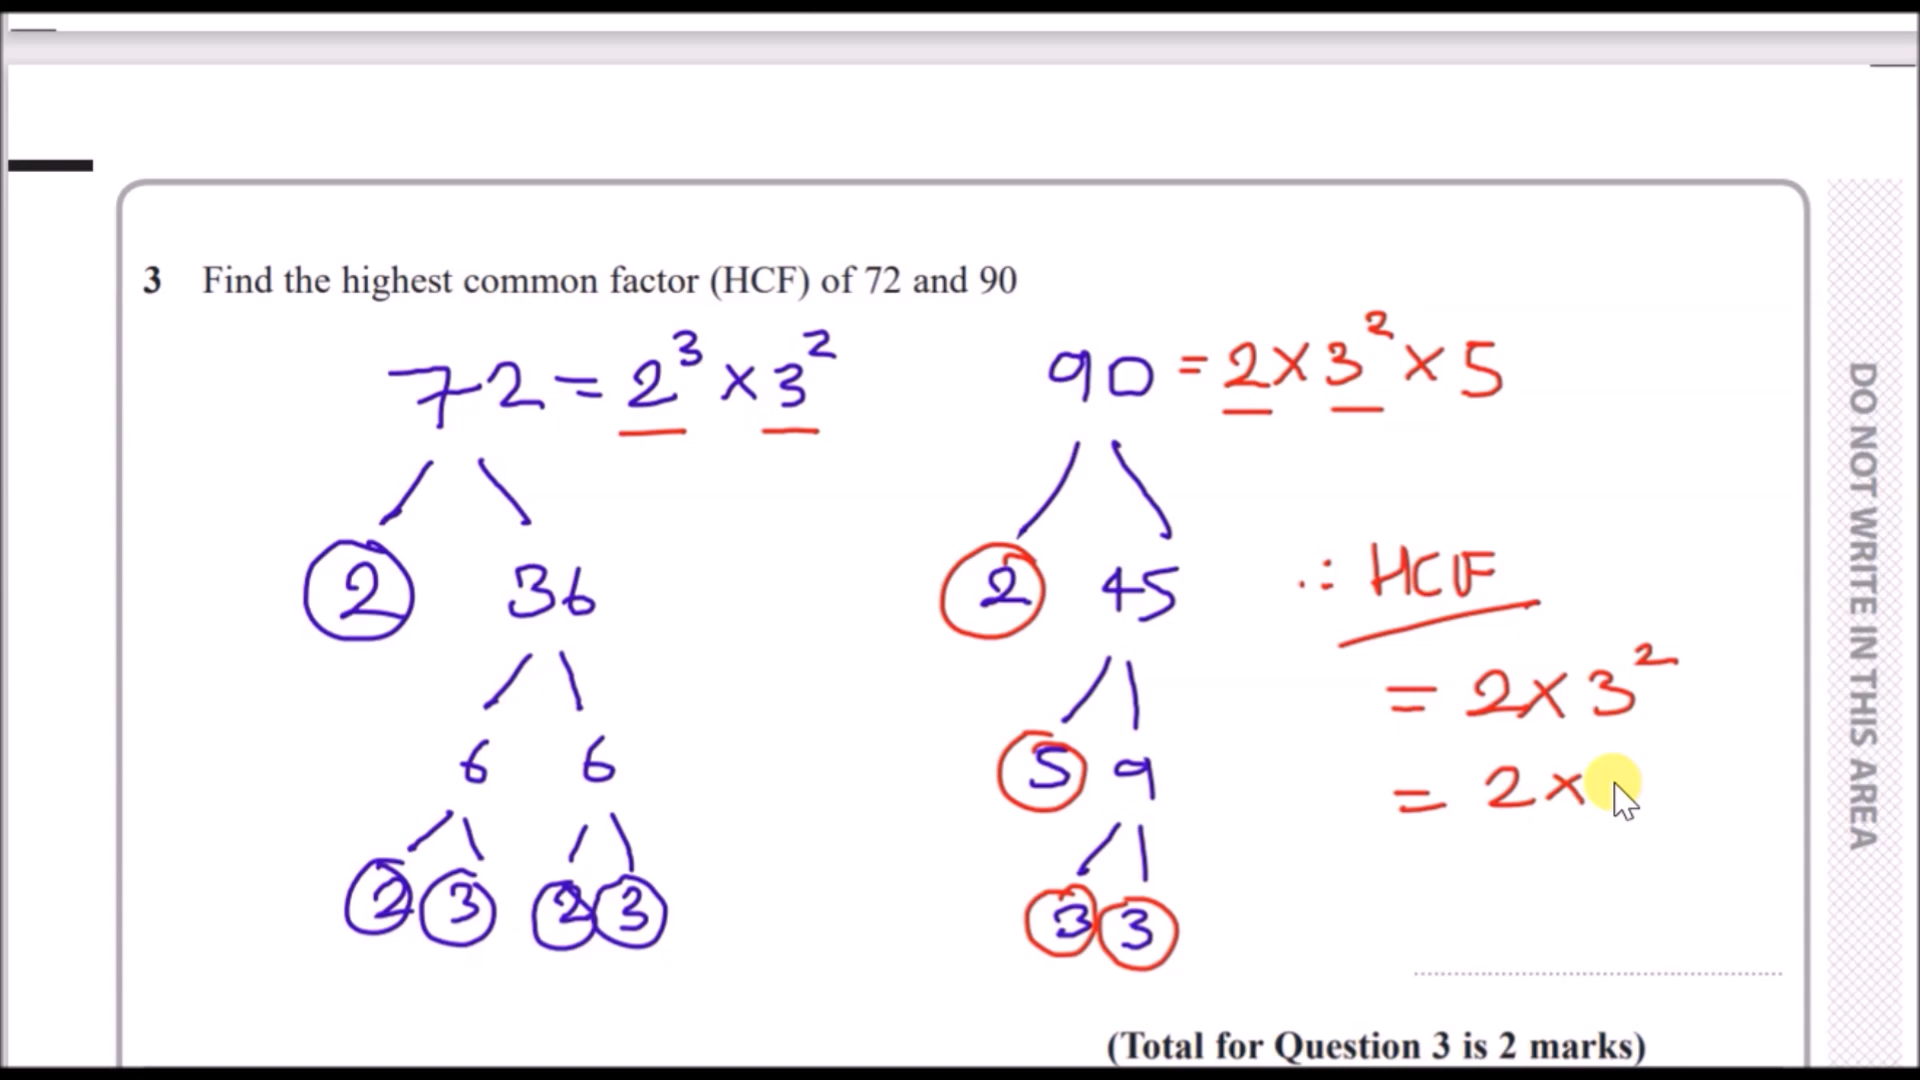 3 Find the highest common factor (HCF) of 72 and 90
72 = 2³ × 3²
90 = 2 × 3² × 5
2 36
2 45
∴ HCF
= 2 × 3²
6 6
5 9
= 2 ×
2 3 2 3
3 3
(Total for Question 3 is 2 marks)
DO NOT WRITE IN THIS AREA